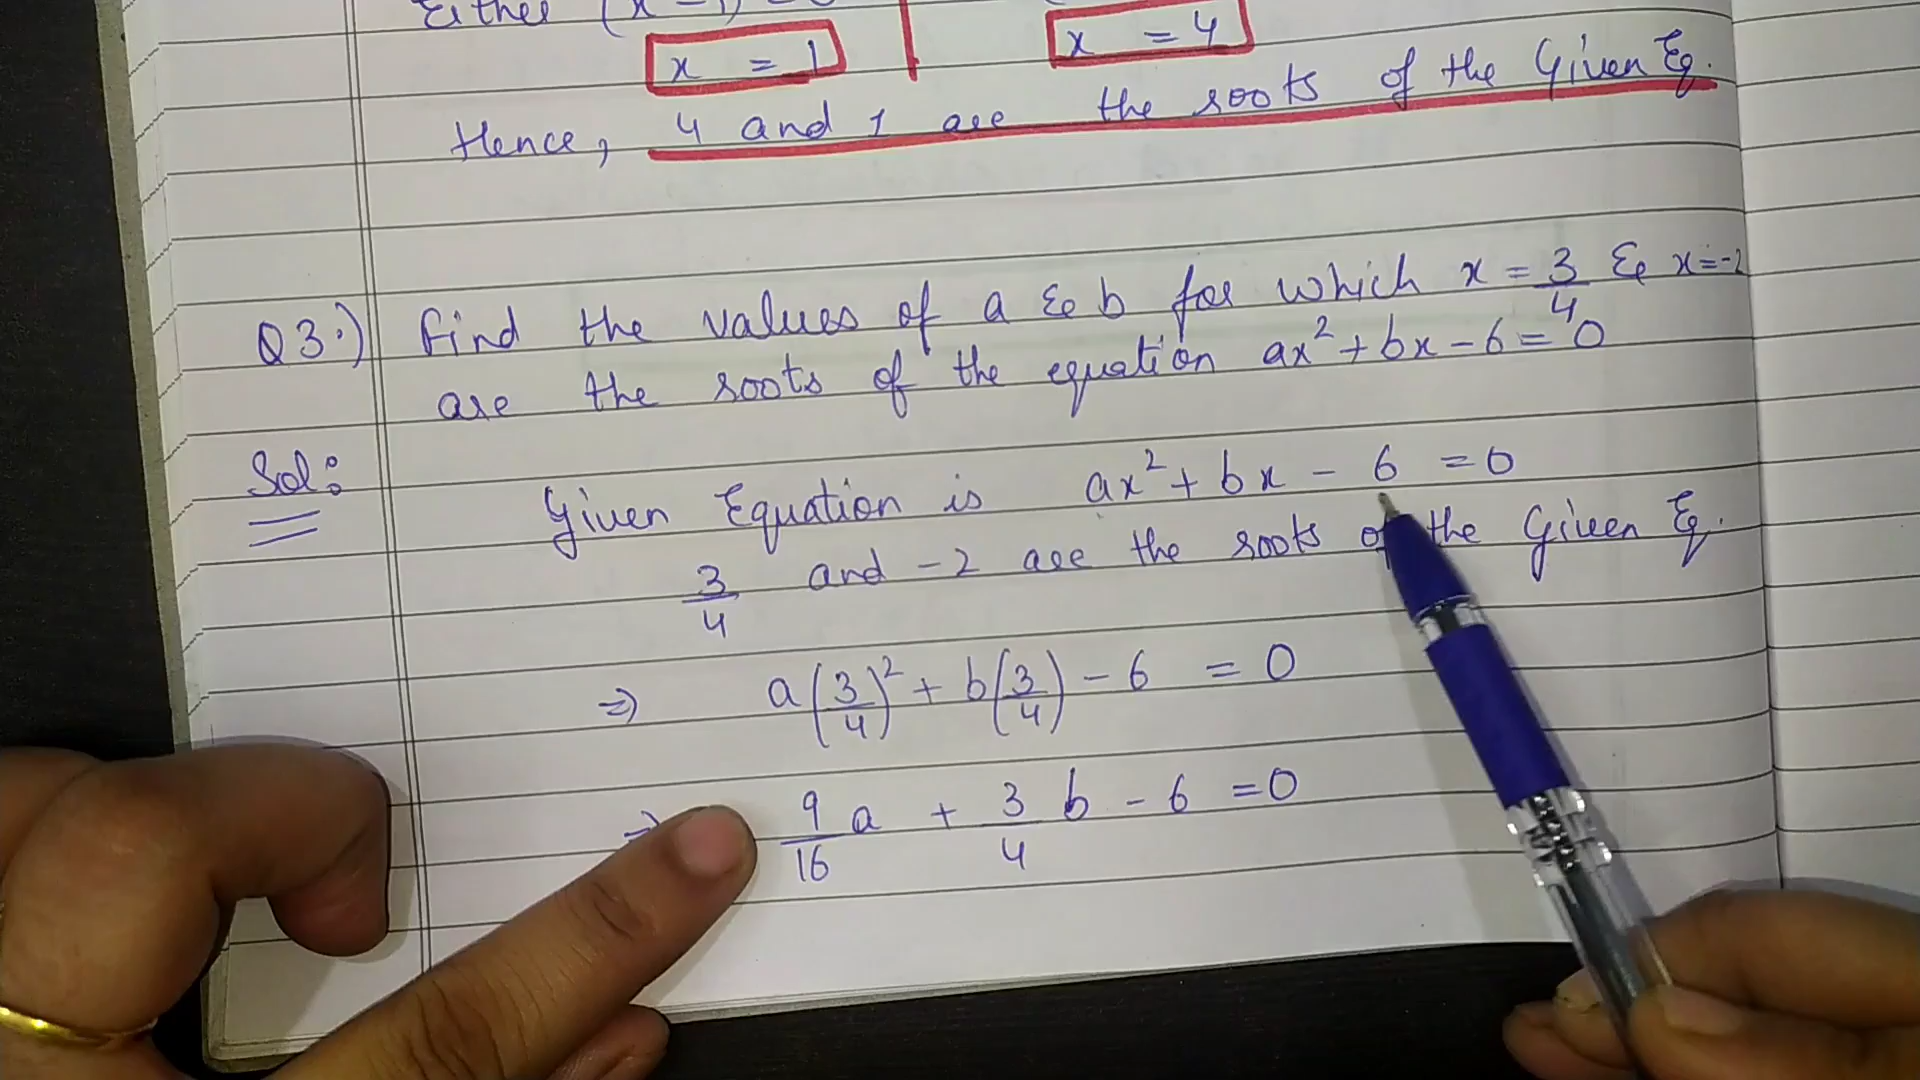 Either (x - 1) = 0
x = 1 x = 4
Hence, 4 and 1 are the roots of the Given Eq.
Q3.) Find the values of a & b for which x = 3/4 & x = -2
are the roots of the equation ax² + bx - 6 = 0
Sol: Given Equation is ax² + bx - 6 = 0
3/4 and -2 are the roots of the Given Eq.
⇒ a(3/4)² + b(3/4) - 6 = 0
⇒ 9/16 a + 3/4 b - 6 = 0